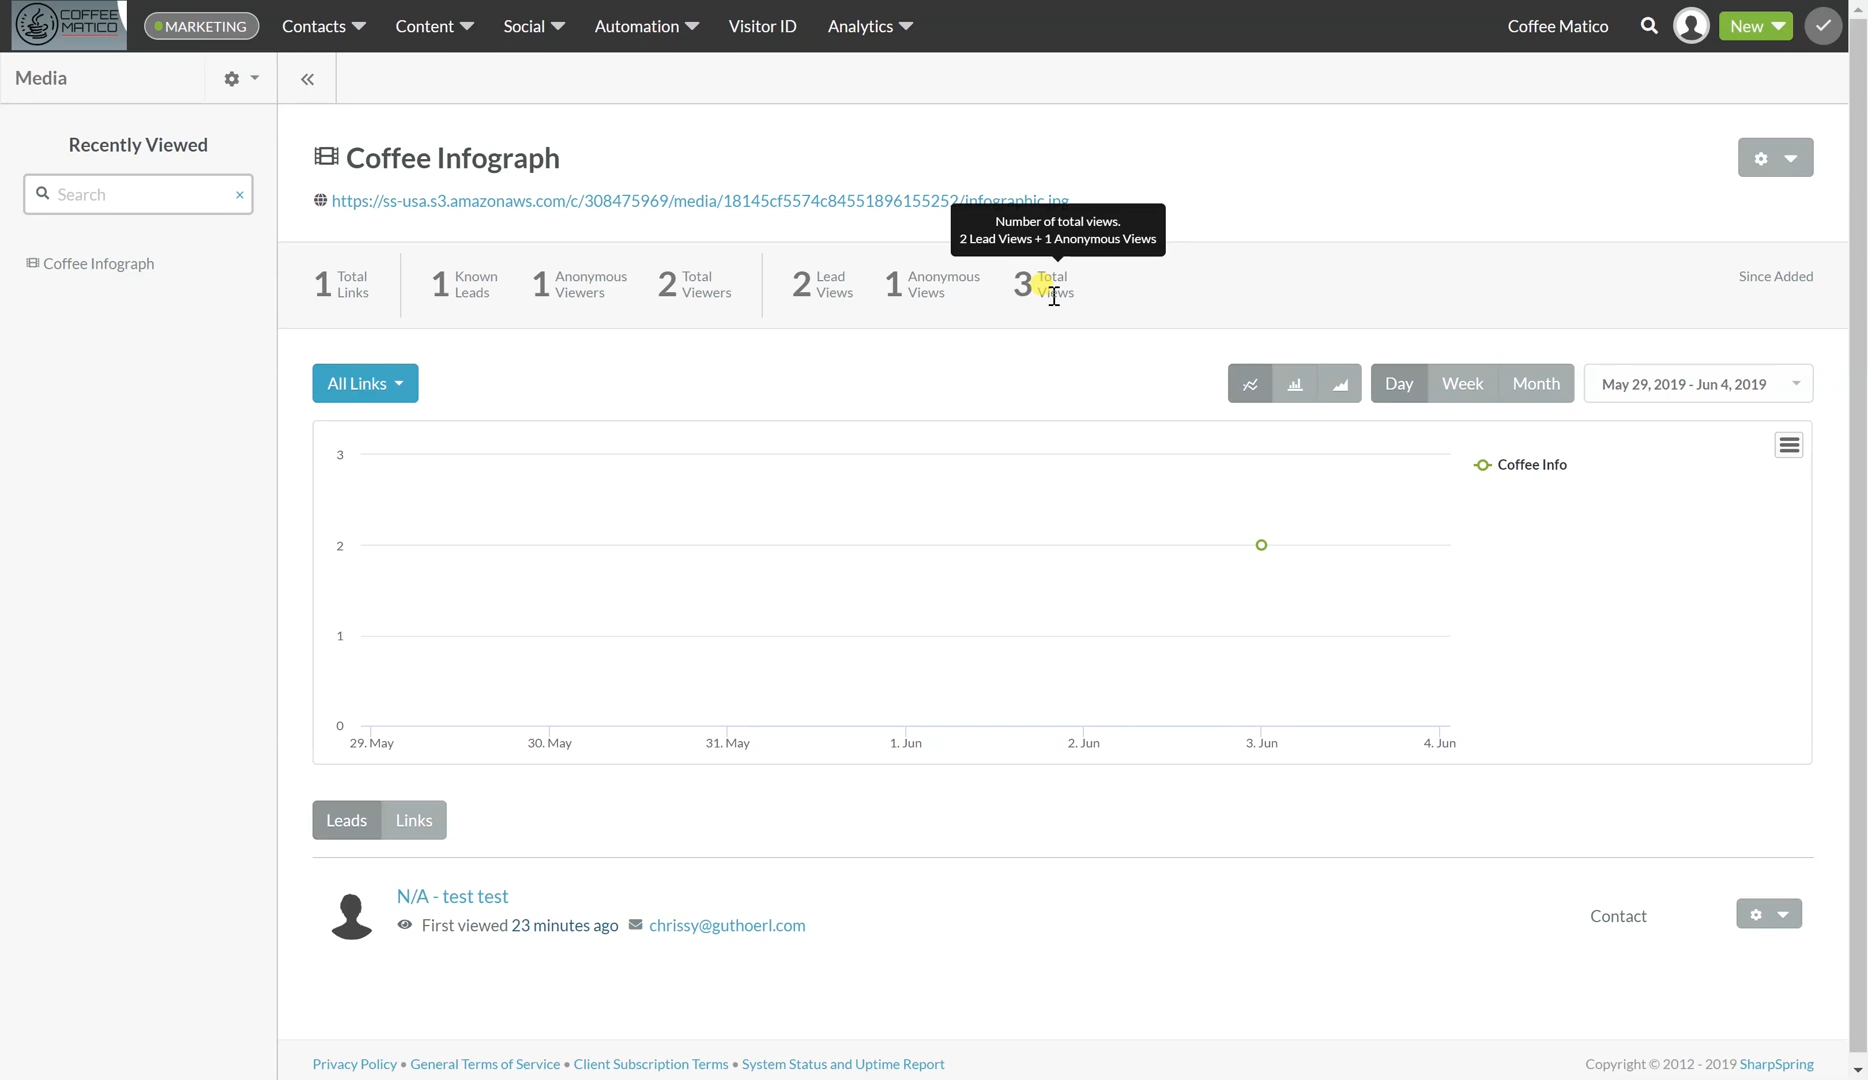 COFFEE
MATICO
MARKETING
Contacts
Content
Social
Automation
Visitor ID
Analytics
Coffee Matico
New
Media
Recently Viewed
Search
×
Coffee Infograph
Coffee Infograph
https://ss-usa.s3.amazonaws.com/c/308475969/media/18145cf5574c84551896155252/infographic.jpg
Number of total views.
2 Lead Views + 1 Anonymous Views
1 Total Links
1 Known Leads
1 Anonymous Viewers
2 Total Viewers
2 Lead Views
1 Anonymous Views
3 Total Views
Since Added
All Links
Day
Week
Month
May 29, 2019 - Jun 4, 2019
3
2
1
0
29. May
30. May
31. May
1. Jun
2. Jun
3. Jun
4. Jun
Coffee Info
Leads
Links
N/A - test test
First viewed 23 minutes ago chrissy@guthoerl.com
Contact
Privacy Policy • General Terms of Service • Client Subscription Terms • System Status and Uptime Report
Copyright © 2012 - 2019 SharpSpring